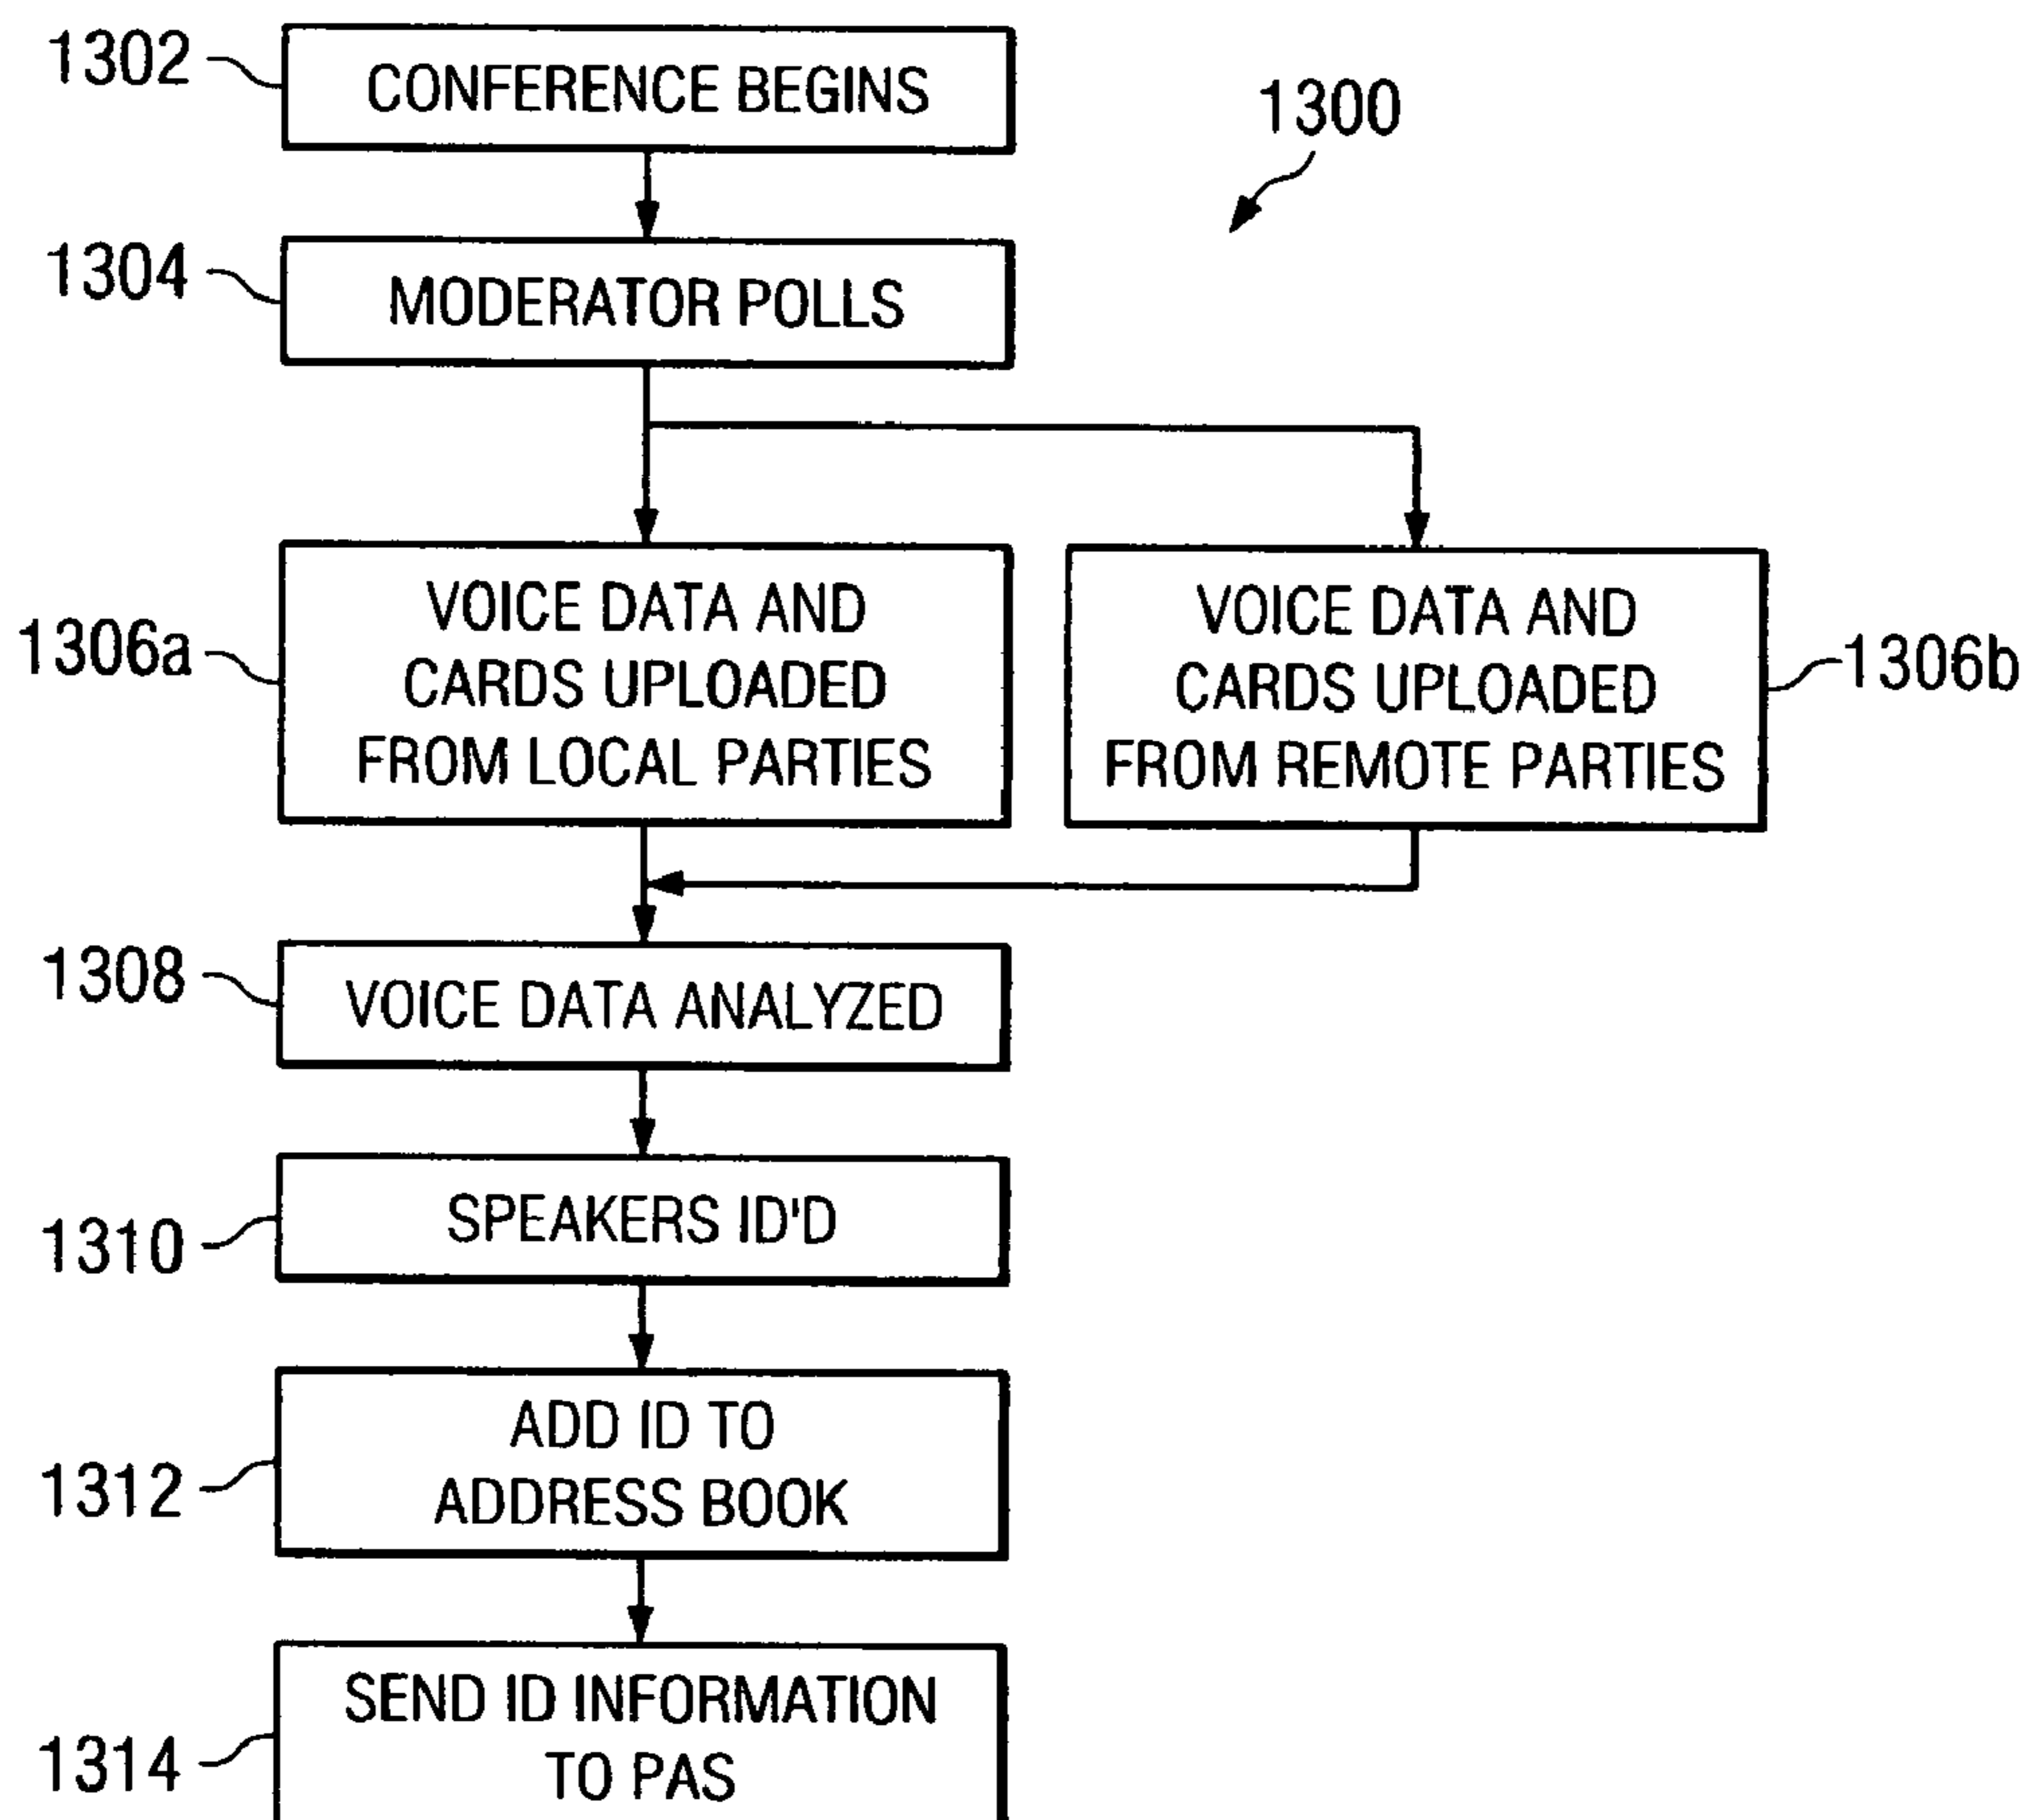 1302
CONFERENCE BEGINS
1300
1304
MODERATOR POLLS
1306a
VOICE DATA AND
CARDS UPLOADED
FROM LOCAL PARTIES
VOICE DATA AND
CARDS UPLOADED
FROM REMOTE PARTIES
1306b
1308
VOICE DATA ANALYZED
1310
SPEAKERS ID'D
1312
ADD ID TO
ADDRESS BOOK
1314
SEND ID INFORMATION
TO PAS